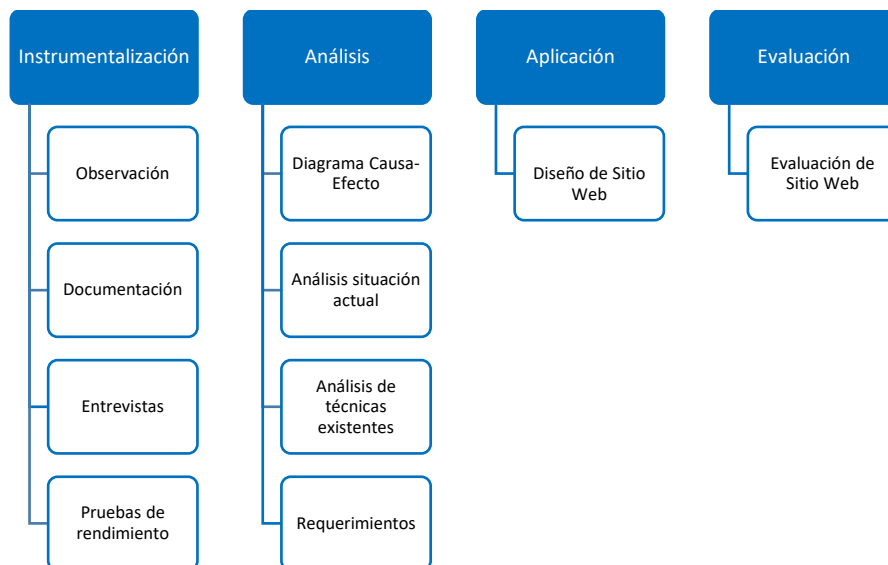 Instrumentalización
Observación
Documentación
Entrevistas
Pruebas de
rendimiento
Análisis
Diagrama Causa-
Efecto
Análisis situación
actual
Análisis de
técnicas
existentes
Requerimientos
Aplicación
Diseño de Sitio
Web
Evaluación
Evaluación de
Sitio Web